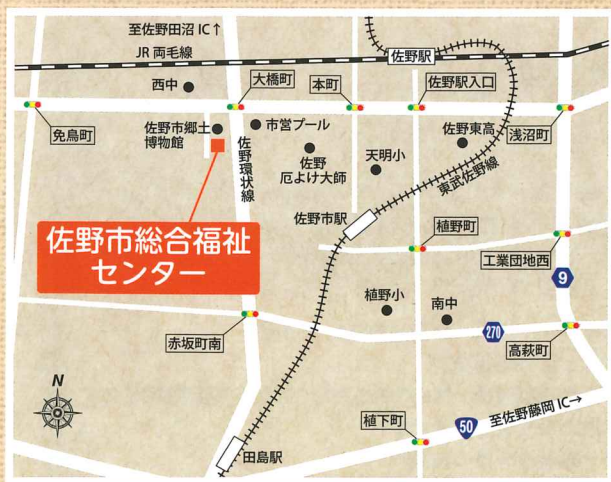 至佐野田沼 IC↑
JR 両毛線
佐野駅
西中
大橋町
本町
佐野駅入口
免鳥町
佐野市郷土
博物館
市営プール
佐野東高
浅沼町
佐野
厄よけ大師
天明小
佐野環状線
東武佐野線
佐野市駅
植野町
佐野市総合福祉
センター
工業団地西
9
植野小
南中
270
赤坂町南
高萩町
N
植下町
50
至佐野藤岡 IC→
田島駅